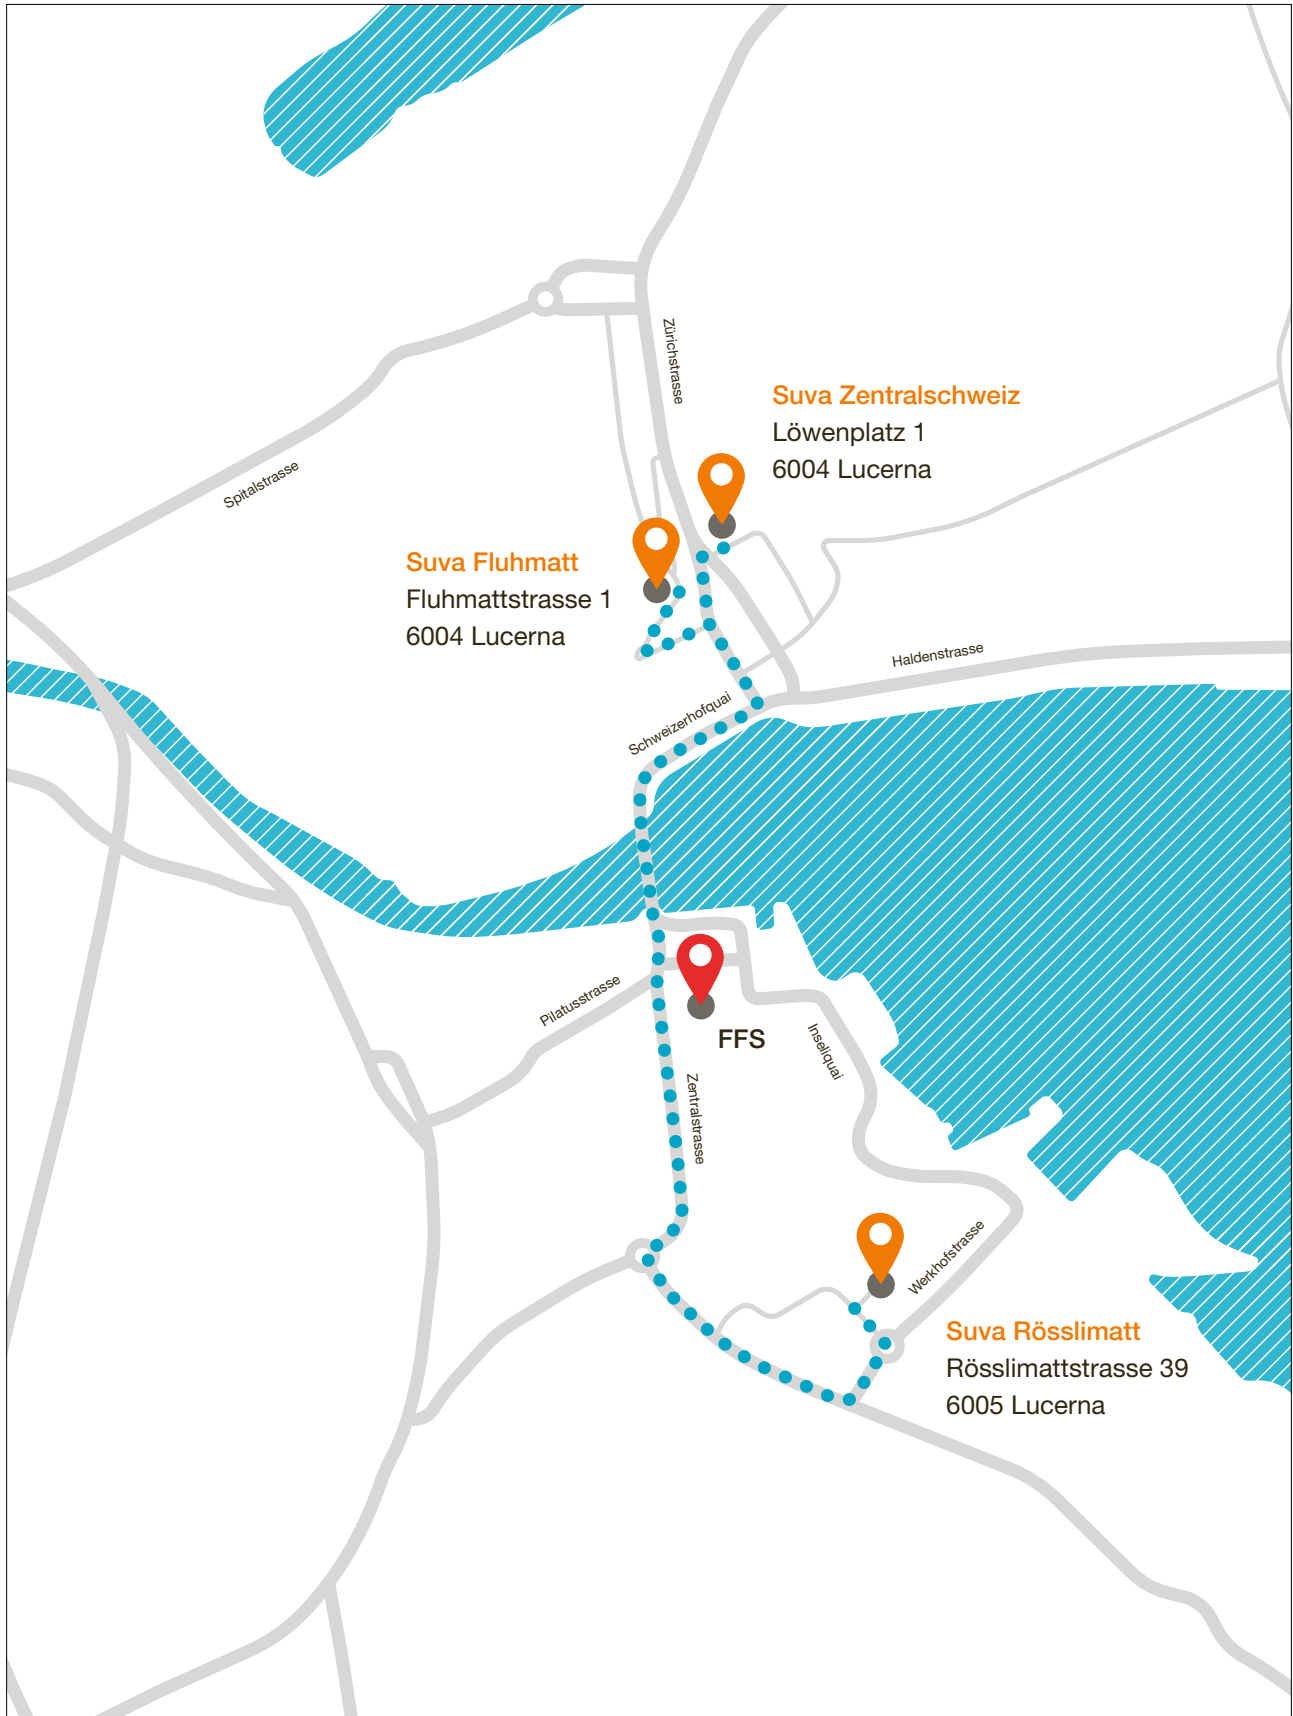 Zürichstrasse
Suva Zentralschweiz
Löwenplatz 1
6004 Lucerna
Spitalstrasse
Suva Fluhmatt
Fluhmattstrasse 1
6004 Lucerna
Haldenstrasse
Schweizerhofquai
Pilatusstrasse
FFS
Inseliquai
Zentralstrasse
Werkhofstrasse
Suva Rösslimatt
Rösslimattstrasse 39
6005 Lucerna